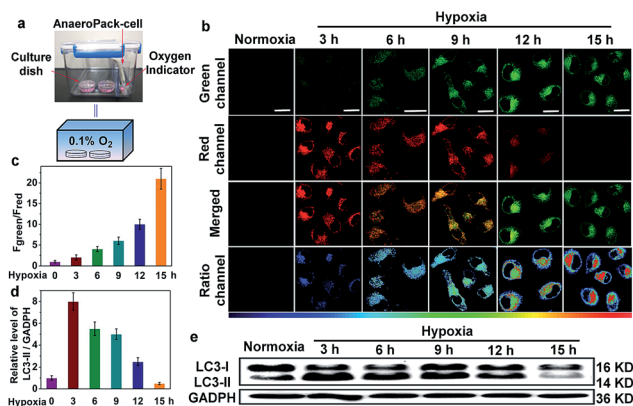 a
AnaeroPack-cell
Culture dish
Oxygen Indicator
0.1% O2
b
Hypoxia
Normoxia 3 h 6 h 9 h 12 h 15 h
Green channel
Red channel
Merged
Ratio channel
c
Fgreen/Fred
20
15
10
5
0
Hypoxia 0 3 6 9 12 15 h
d
Relative level of LC3-II / GADPH
8
6
4
2
0
Hypoxia 0 3 6 9 12 15 h
e
Hypoxia
Normoxia 3 h 6 h 9 h 12 h 15 h
LC3-I 16 KD
LC3-II 14 KD
GADPH 36 KD